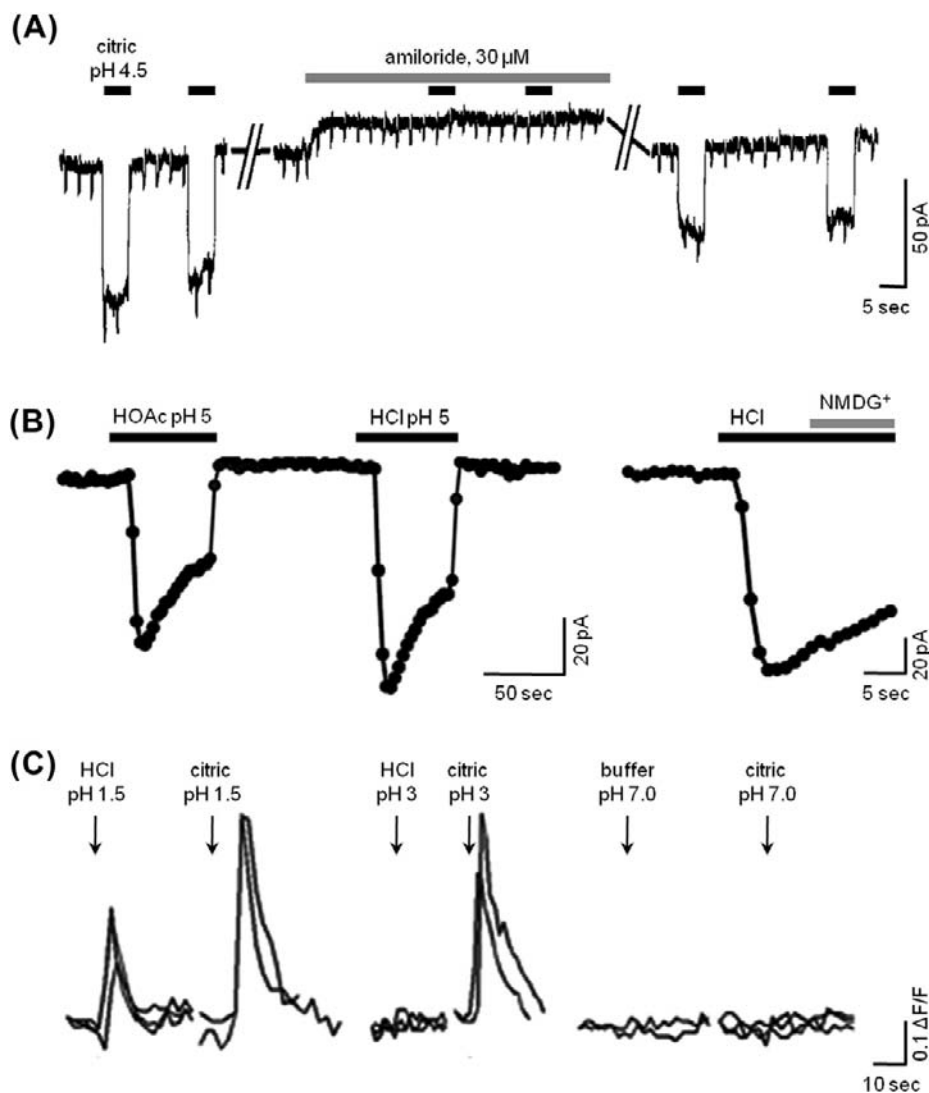 (A)
citric
pH 4.5
amiloride, 30 µM
50 pA
5 sec
(B)
HOAc pH 5
HCl pH 5
HCl
NMDG⁺
20 pA
50 sec
20 pA
5 sec
(C)
HCl
pH 1.5
citric
pH 1.5
HCl
pH 3
citric
pH 3
buffer
pH 7.0
citric
pH 7.0
0.1 ΔF/F
10 sec